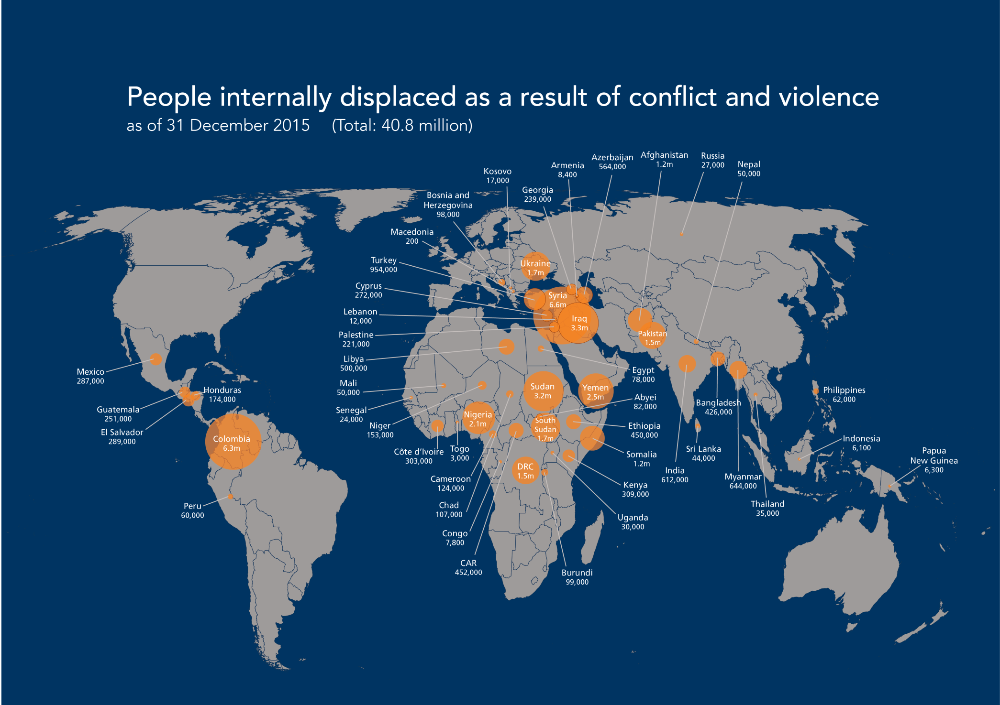 People internally displaced as a result of conflict and violence
as of 31 December 2015 (Total: 40.8 million)
Afghanistan
1.2m
Russia
27,000
Azerbaijan
564,000
Nepal
50,000
Armenia
8,400
Kosovo
17,000
Georgia
239,000
Bosnia and
Herzegovina
98,000
Macedonia
200
Turkey
954,000
Ukraine
1.7m
Cyprus
272,000
Syria
6.6m
Lebanon
12,000
Iraq
3.3m
Palestine
221,000
Pakistan
1.5m
Libya
500,000
Mexico
287,000
Egypt
78,000
Mali
50,000
Sudan
3.2m
Yemen
2.5m
Honduras
174,000
Philippines
62,000
Abyei
82,000
Bangladesh
426,000
Guatemala
251,000
Senegal
24,000
Nigeria
2.1m
South
Sudan
1.7m
Niger
153,000
Ethiopia
450,000
El Salvador
289,000
Colombia
6.3m
Indonesia
6,100
Côte d’Ivoire
303,000
Togo
3,000
Sri Lanka
44,000
Papua
New Guinea
6,300
Somalia
1.2m
DRC
1.5m
India
612,000
Myanmar
644,000
Cameroon
124,000
Kenya
309,000
Peru
60,000
Chad
107,000
Thailand
35,000
Uganda
30,000
Congo
7,800
CAR
452,000
Burundi
99,000